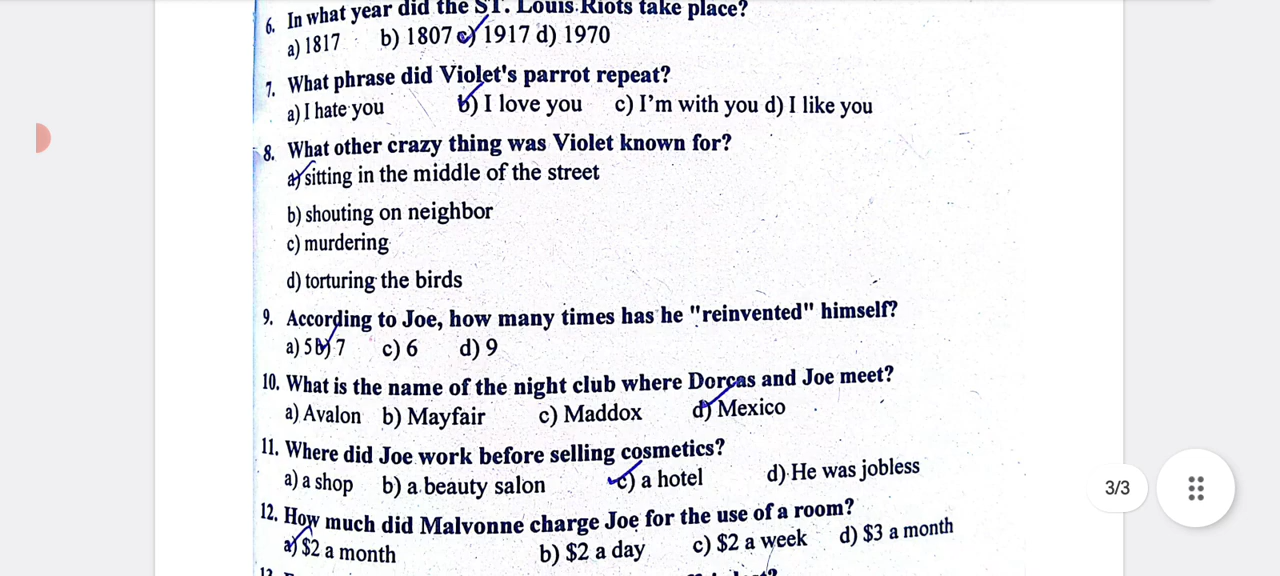 6. In what year did the ST. Louis Riots take place?
a) 1817 b) 1807 c) 1917 d) 1970
7. What phrase did Violet's parrot repeat?
a) I hate you b) I love you c) I'm with you d) I like you
8. What other crazy thing was Violet known for?
a) sitting in the middle of the street
b) shouting on neighbor
c) murdering
d) torturing the birds
9. According to Joe, how many times has he "reinvented" himself?
a) 5 b) 7 c) 6 d) 9
10. What is the name of the night club where Dorcas and Joe meet?
a) Avalon b) Mayfair c) Maddox d) Mexico
11. Where did Joe work before selling cosmetics?
a) a shop b) a beauty salon c) a hotel d) He was jobless
3/3
12. How much did Malvonne charge Joe for the use of a room?
a) $2 a month b) $2 a day c) $2 a week d) $3 a month